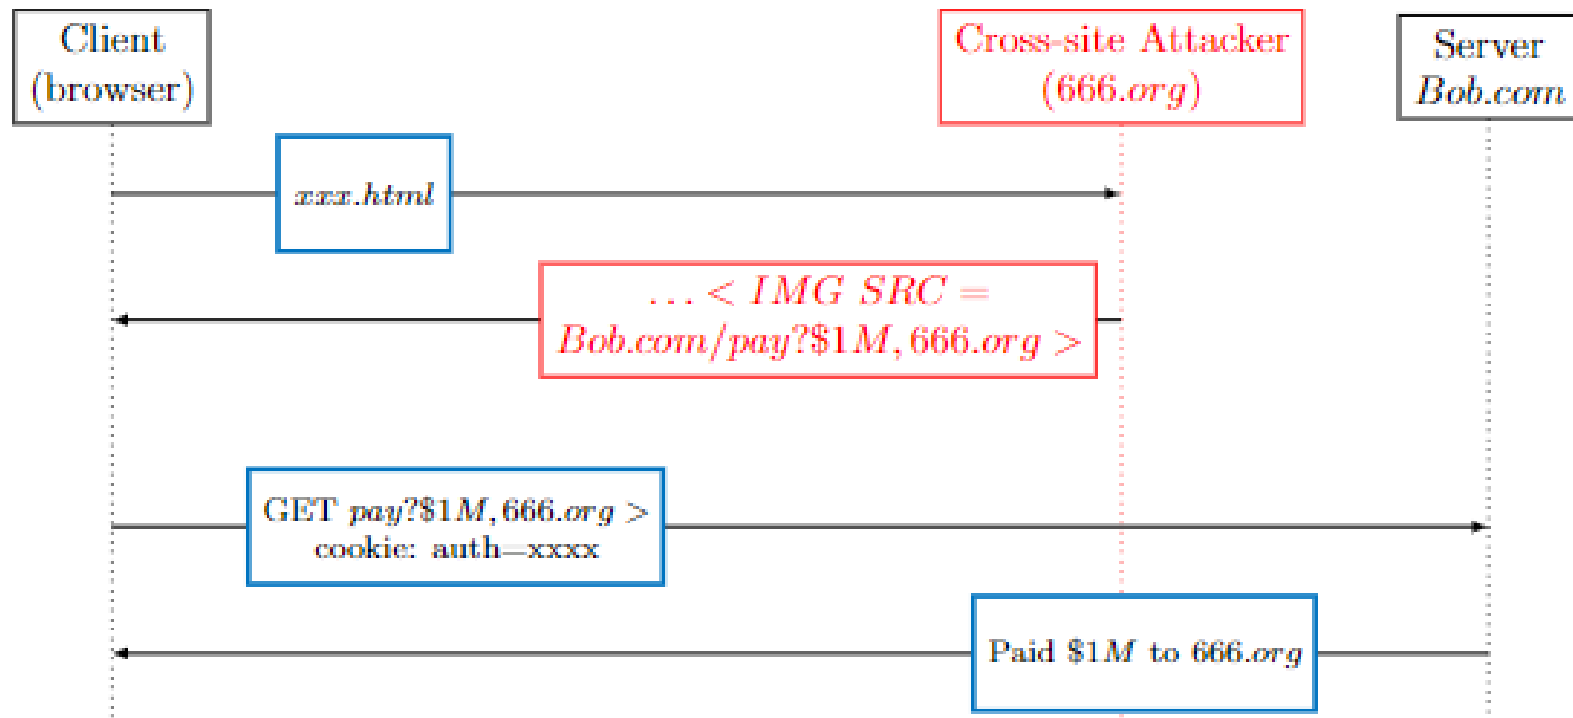 Client
(browser)
Cross-site Attacker
(666.org)
Server
Bob.com
xxx.html
...< IMG SRC =
Bob.com/pay?$1M, 666.org >
GET pay?$1M, 666.org >
cookie: auth=xxxx
Paid $1M to 666.org